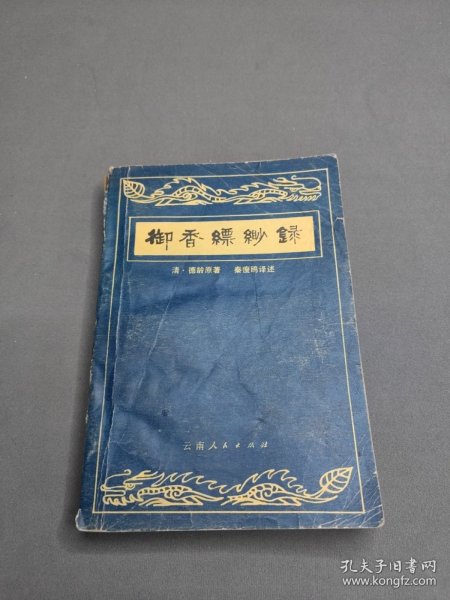 御香縹緲錄
清·德龄原著 秦瘦鸥译述
云南人民出版社
孔夫子旧书网
www.kongfz.com